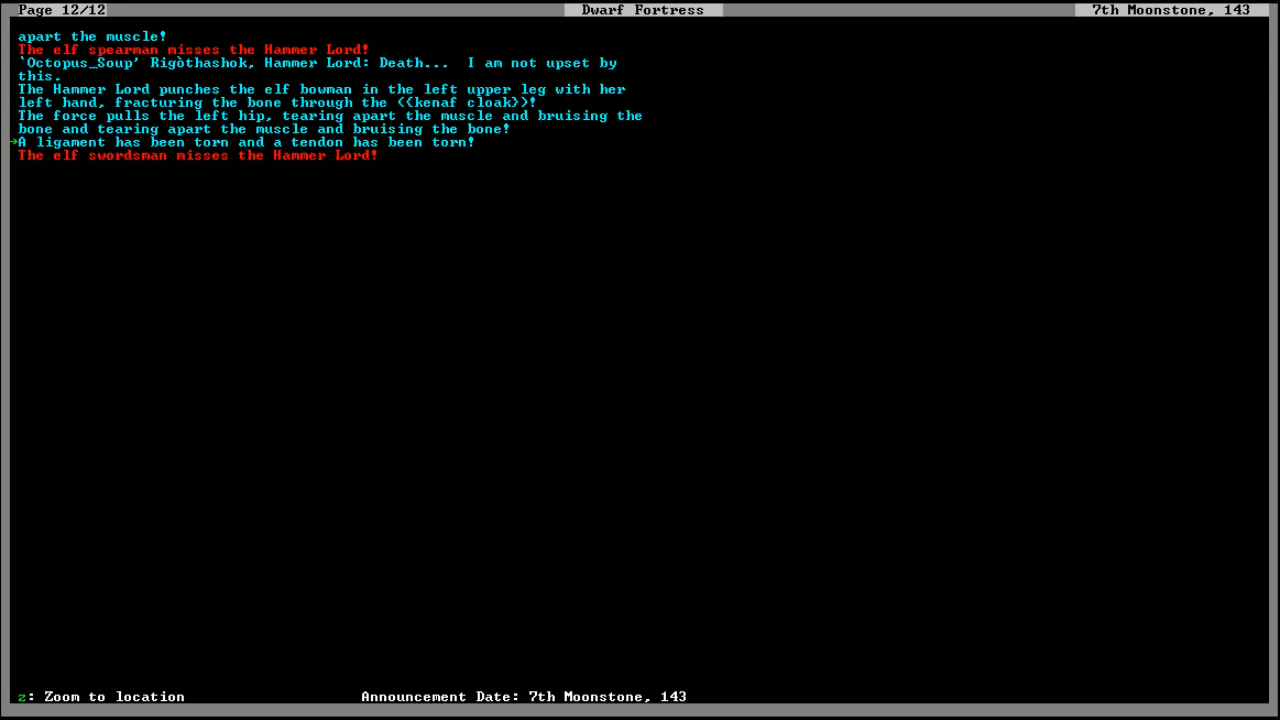 Page 12/12 Dwarf Fortress 7th Moonstone, 143
apart the muscle!
The elf spearman misses the Hammer Lord!
`Octopus_Soup' Rigòthashok, Hammer Lord: Death... I am not upset by
this.
The Hammer Lord punches the elf bowman in the left upper leg with her
left hand, fracturing the bone through the ((kenaf cloak))!
The force pulls the left hip, tearing apart the muscle and bruising the
bone and tearing apart the muscle and bruising the bone!
A ligament has been torn and a tendon has been torn!
The elf swordsman misses the Hammer Lord!
z: Zoom to location Announcement Date: 7th Moonstone, 143